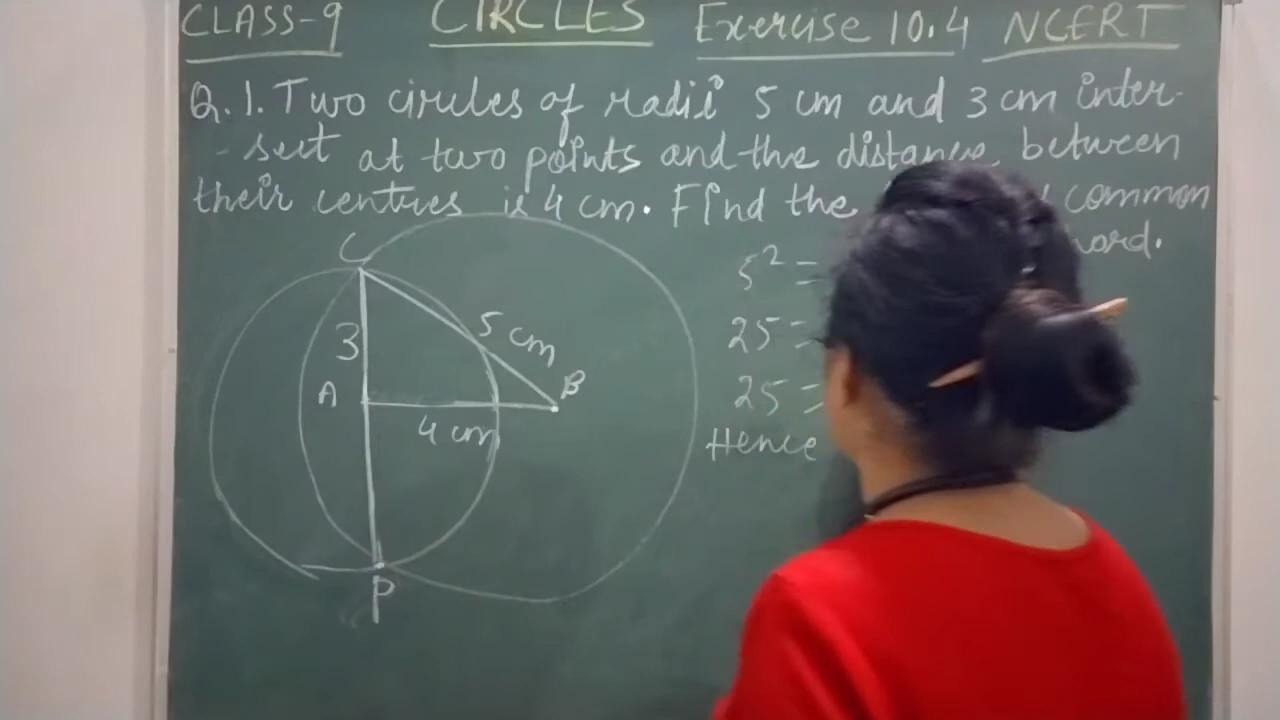 CLASS-9 CIRCLES Exercise 10.4 NCERT
Q.1. Two circles of radii 5 cm and 3 cm inter-
- sect at two points and the distance between
their centres is 4 cm. Find the common
C
5² =
3
5 cm
25 =
A
B
25 =
4 cm
Hence
P